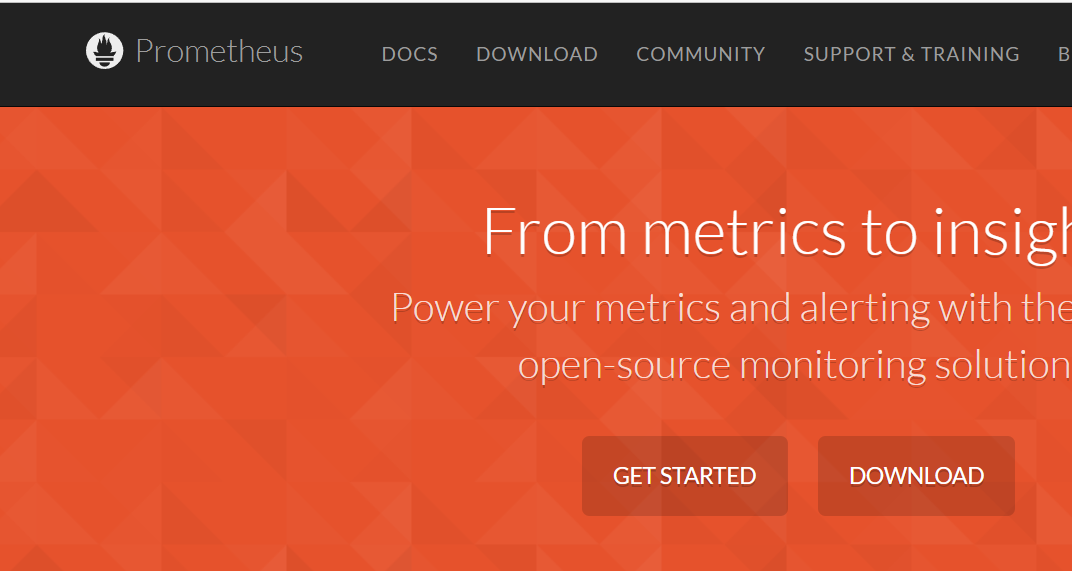 Prometheus
DOCS DOWNLOAD COMMUNITY SUPPORT & TRAINING B
From metrics to insigh
Power your metrics and alerting with the
open-source monitoring solution
GET STARTED DOWNLOAD